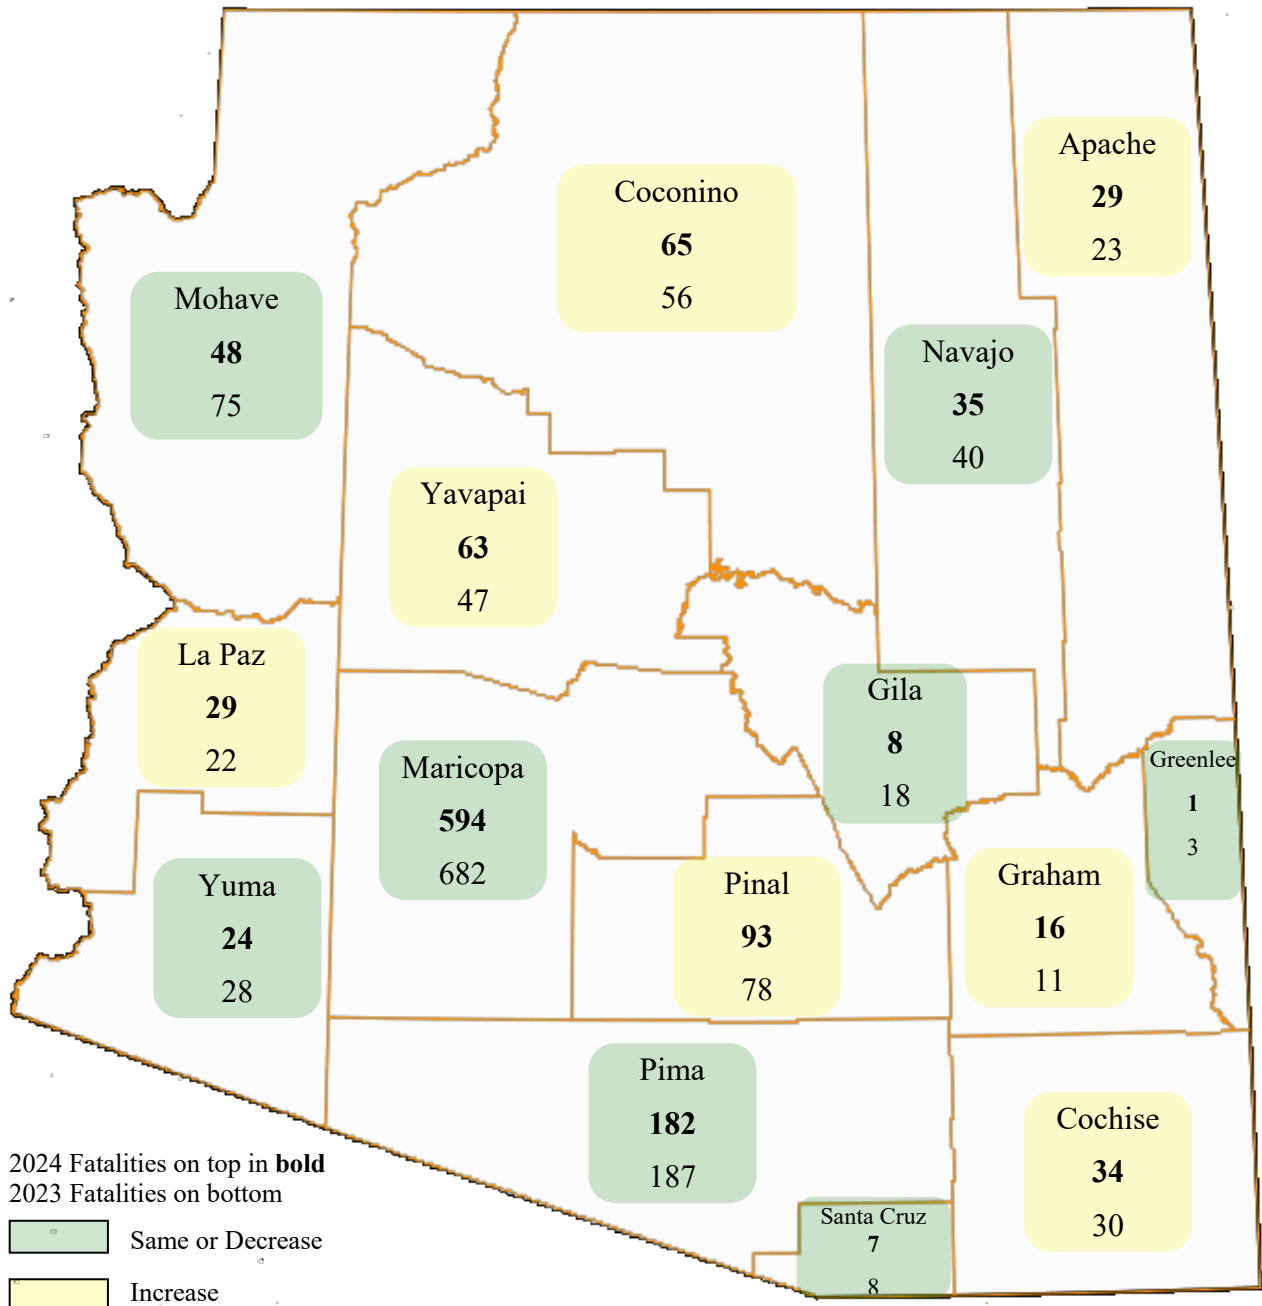 Apache
29
23
Coconino
65
56
Mohave
48
75
Navajo
35
40
Yavapai
63
47
La Paz
29
22
Gila
8
18
Maricopa
594
682
Greenlee
1
3
Yuma
24
28
Pinal
93
78
Graham
16
11
Pima
182
187
Cochise
34
30
Santa Cruz
7
8
2024 Fatalities on top in bold
2023 Fatalities on bottom
Same or Decrease
Increase